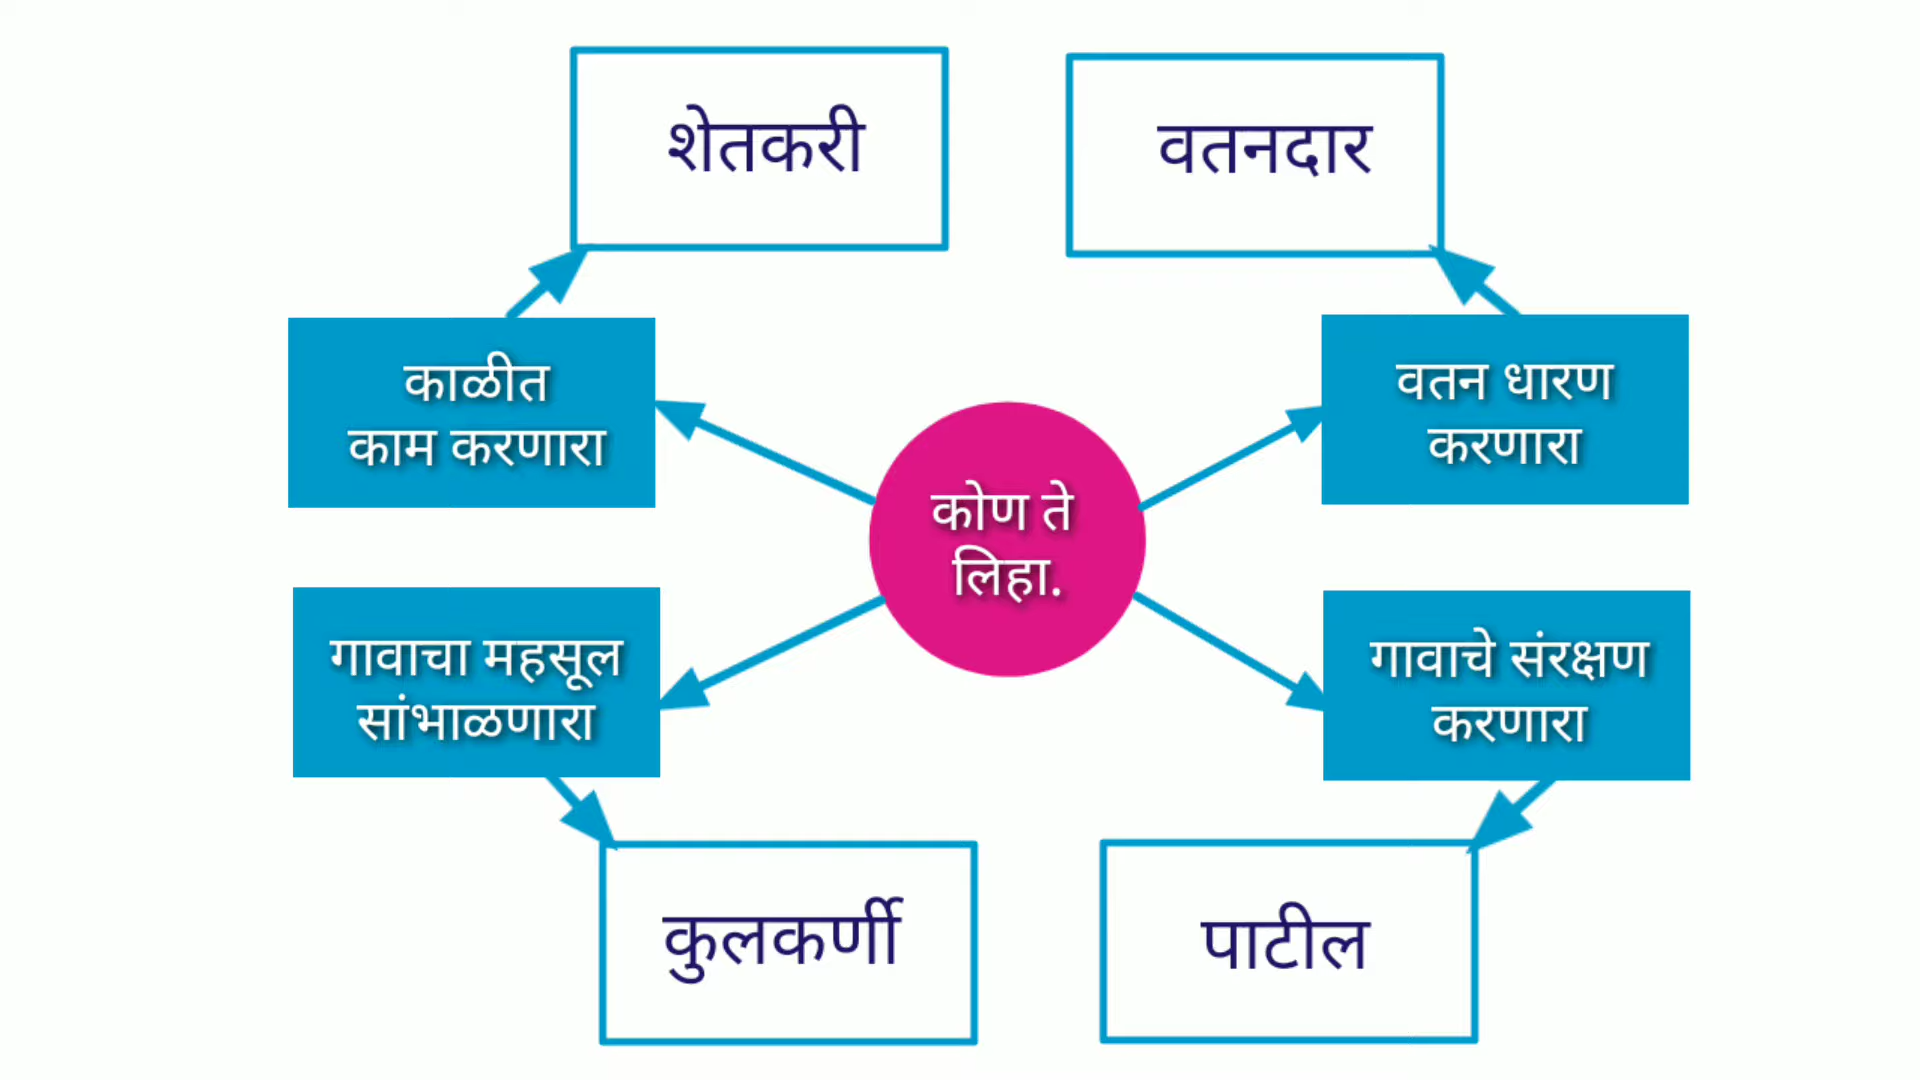 शेतकरी
वतनदार
काळीत
काम करणारा
वतन धारण
करणारा
कोण ते
लिहा.
गावाचा महसूल
सांभाळणारा
गावाचे संरक्षण
करणारा
कुलकर्णी
पाटील